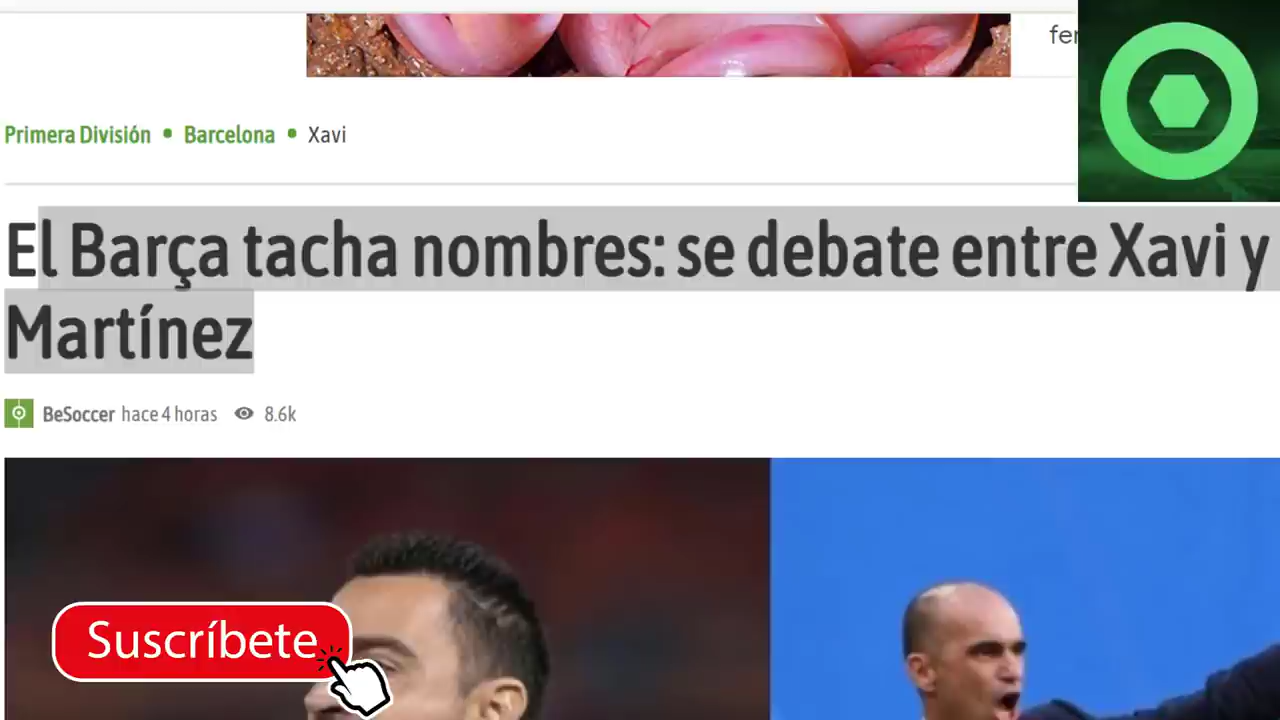 fer
Primera División • Barcelona • Xavi
El Barça tacha nombres: se debate entre Xavi y
Martínez
BeSoccer hace 4 horas 8.6k
Suscríbete